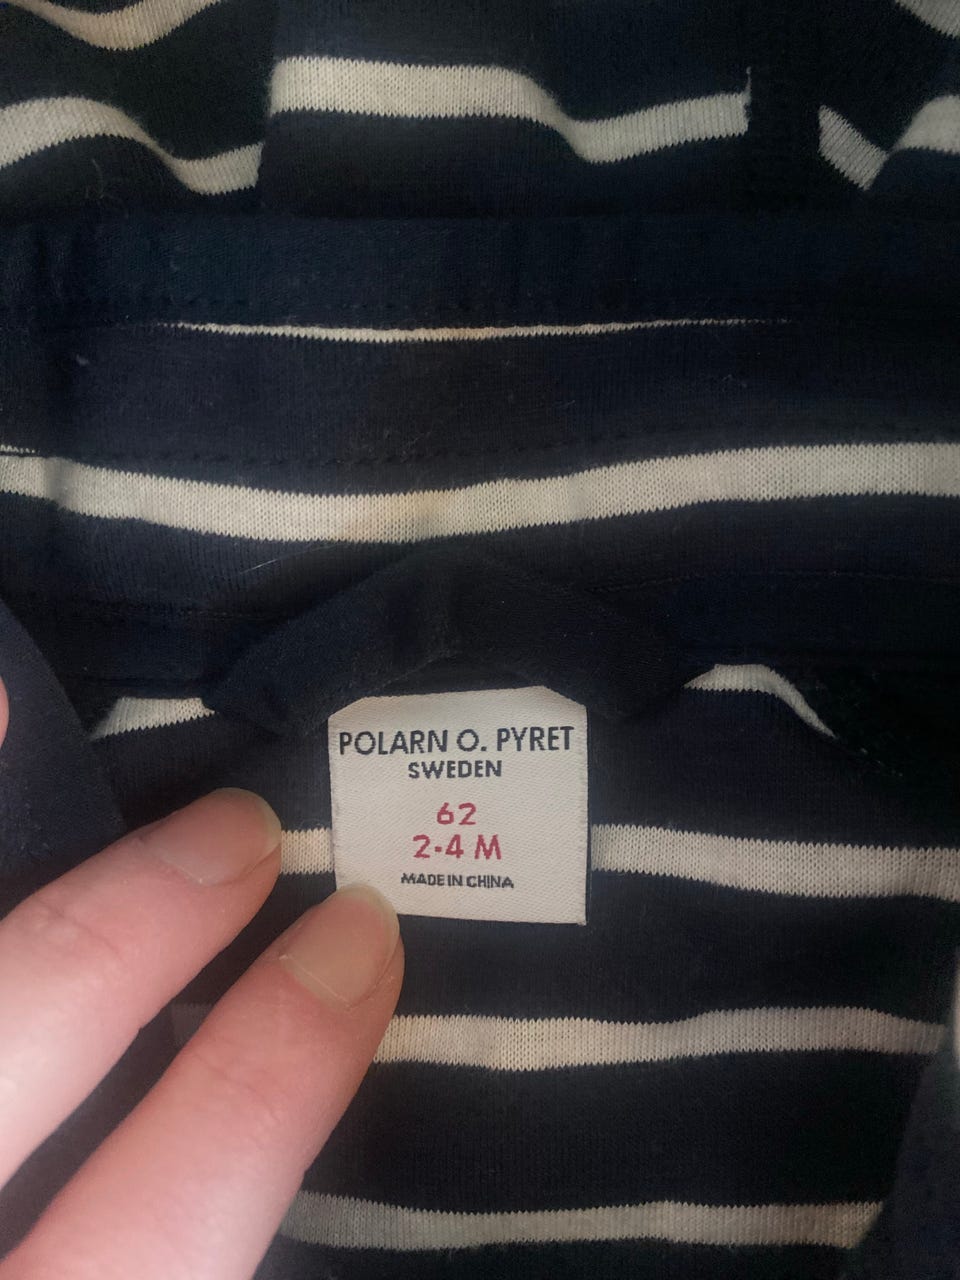 POLARN O. PYRET
SWEDEN
62
2-4 M
MADE IN CHINA